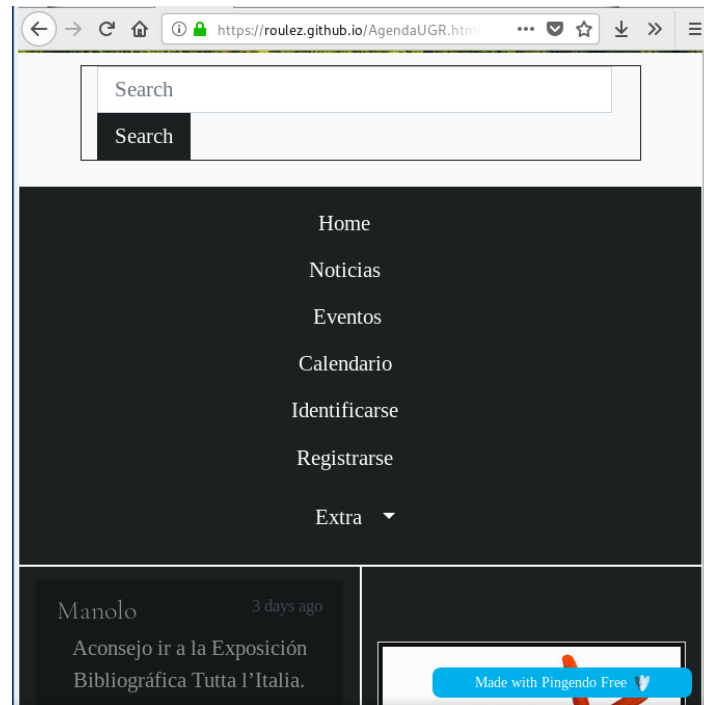 https://roulez.github.io/AgendaUGR.html
Search
Search
Home
Noticias
Eventos
Calendario
Identificarse
Registrarse
Extra
Manolo
3 days ago
Aconsejo ir a la Exposición
Bibliográfica Tutta l’Italia.
Made with Pingendo Free